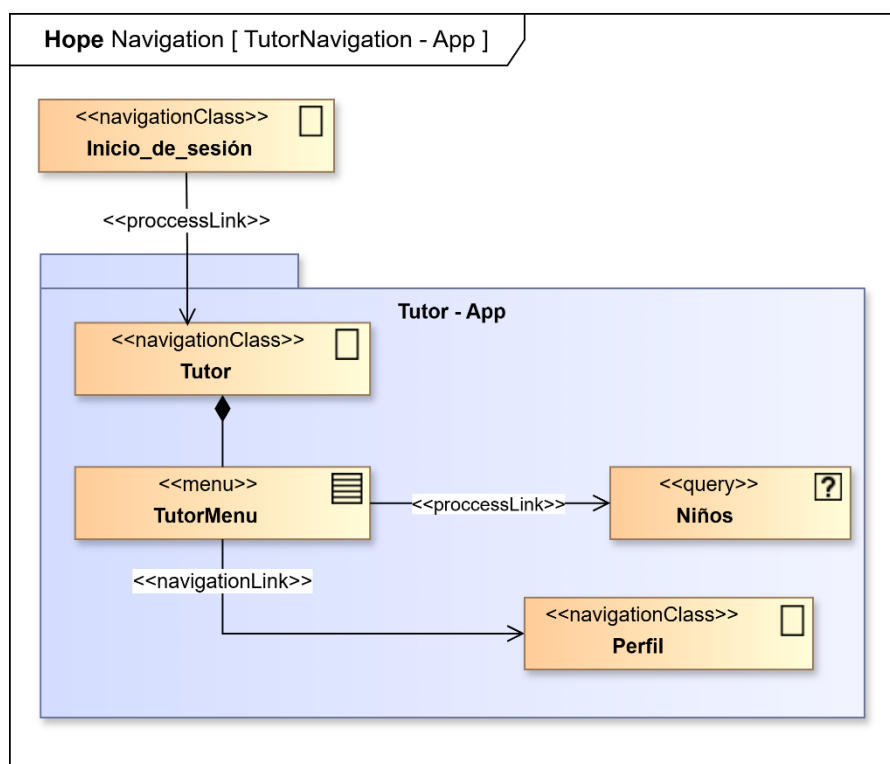 Hope Navigation [ TutorNavigation - App ]
<<navigationClass>>
Inicio_de_sesión
<<proccessLink>>
Tutor - App
<<navigationClass>>
Tutor
<<menu>>
TutorMenu
<<proccessLink>>
<<query>>
?
Niños
<<navigationLink>>
<<navigationClass>>
Perfil